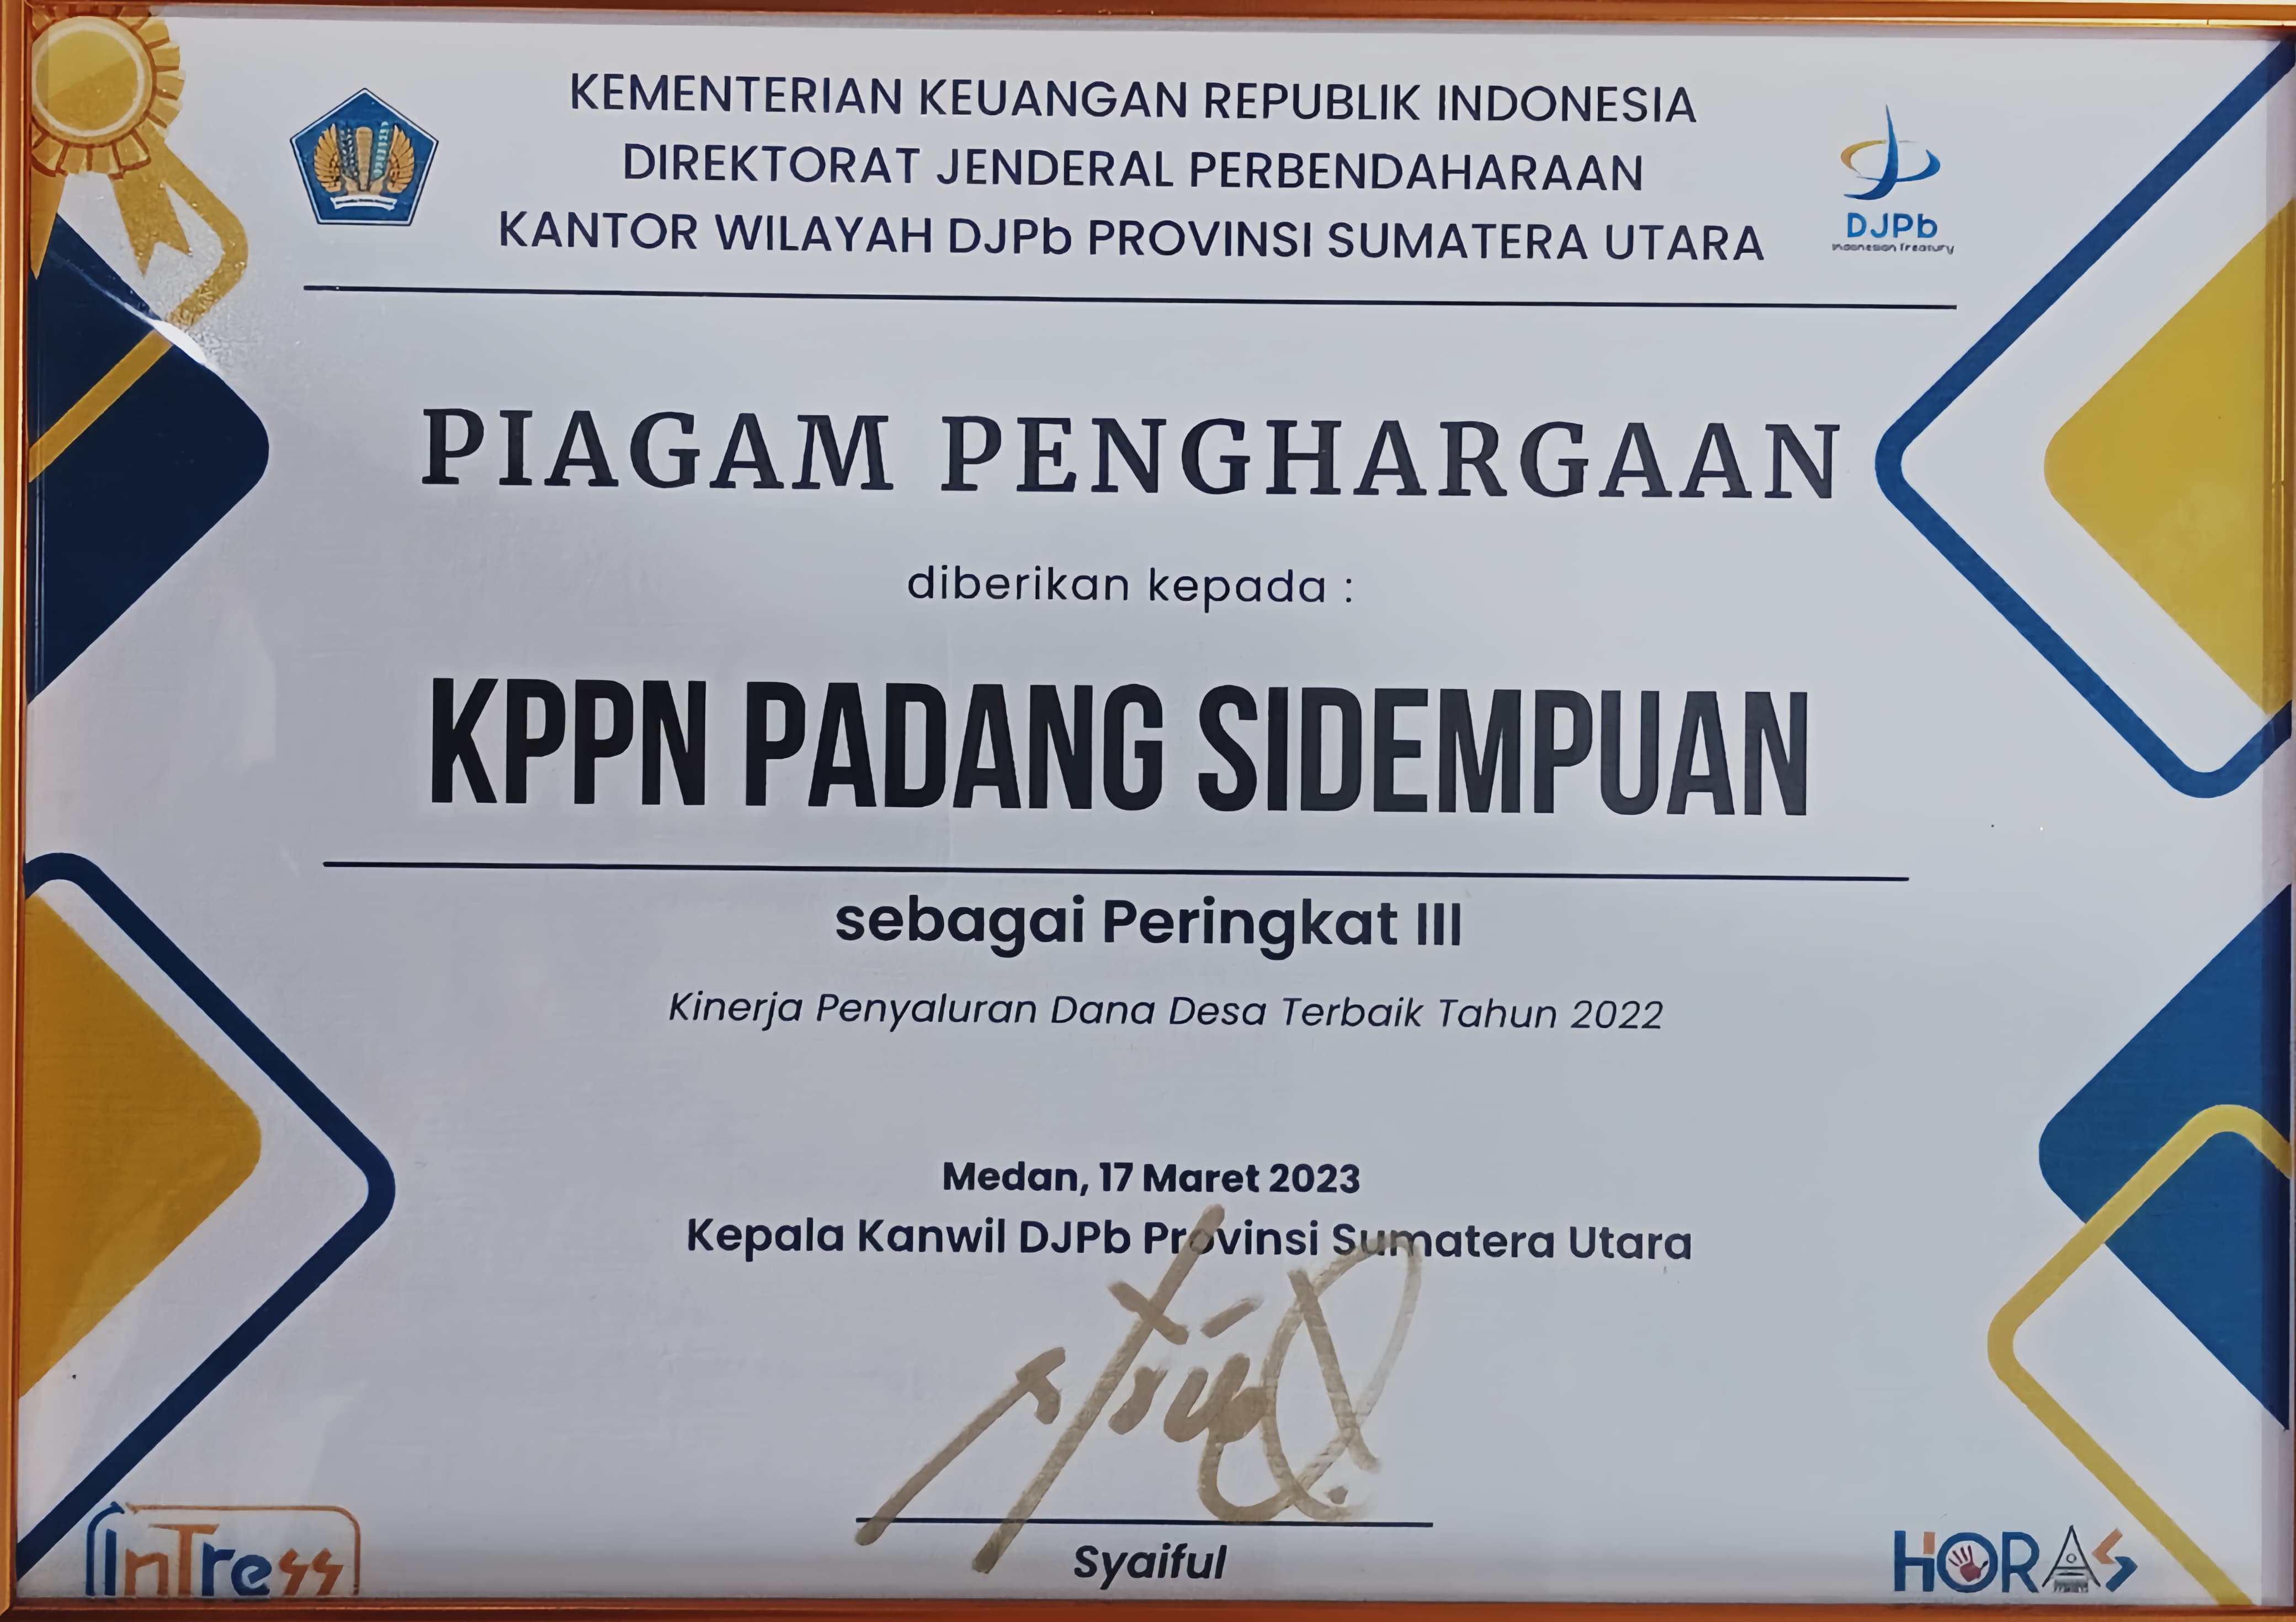 KEMENTERIAN KEUANGAN REPUBLIK INDONESIA
DIREKTORAT JENDERAL PERBENDAHARAAN
KANTOR WILAYAH DJPb PROVINSI SUMATERA UTARA
DJPb
Indonesian Treasury
PIAGAM PENGHARGAAN
diberikan kepada :
KPPN PADANG SIDEMPUAN
sebagai Peringkat III
Kinerja Penyaluran Dana Desa Terbaik Tahun 2022
Medan, 17 Maret 2023
Kepala Kanwil DJPb Provinsi Sumatera Utara
Syaiful
InTress
HORAS